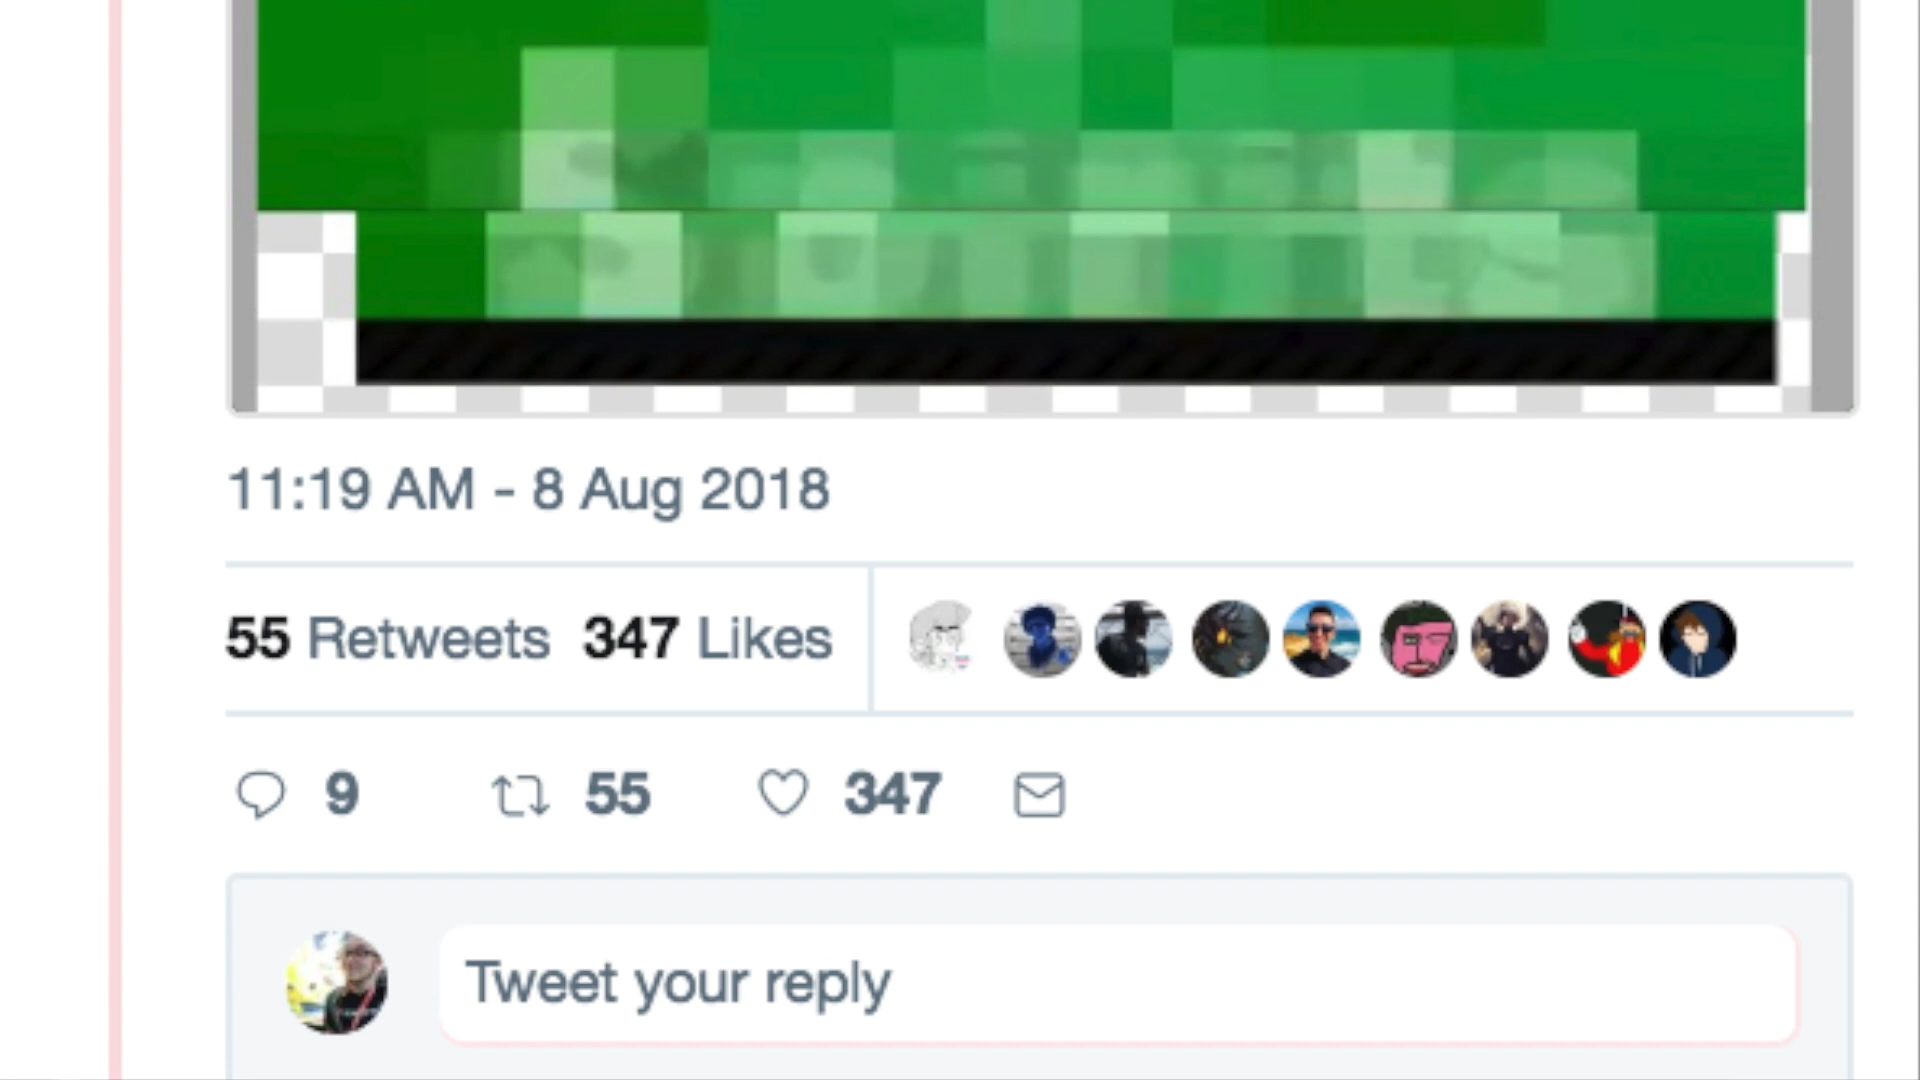 11:19 AM - 8 Aug 2018
55 Retweets 347 Likes
9 55 347
Tweet your reply